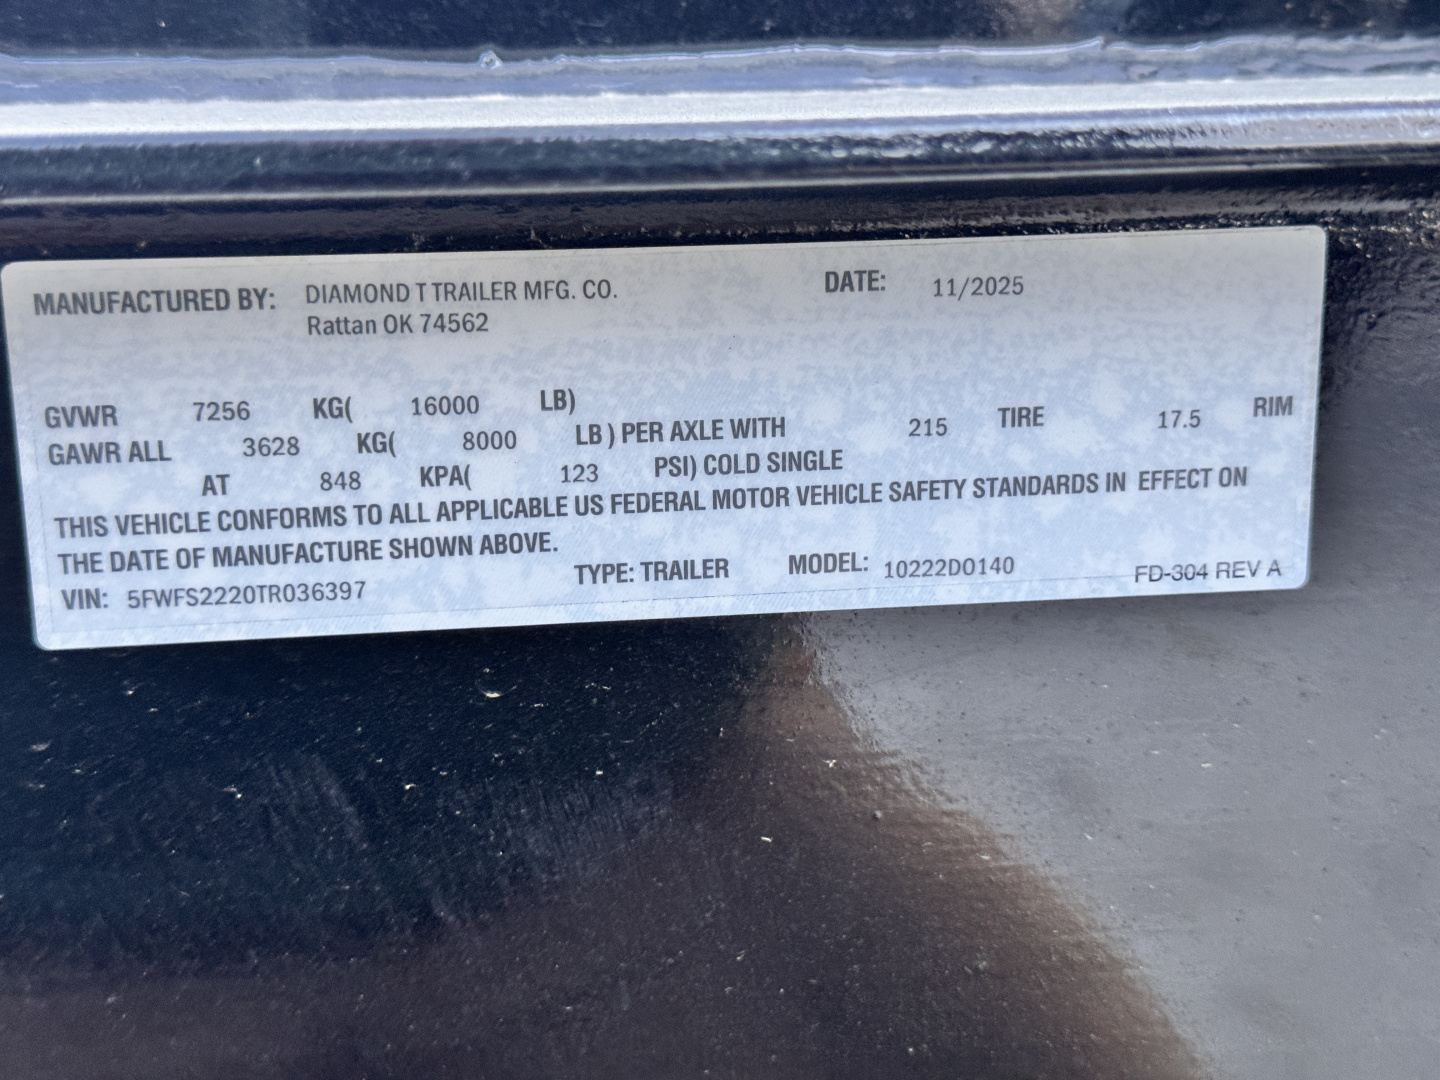 MANUFACTURED BY: DIAMOND T TRAILER MFG. CO. DATE: 11/2025
Rattan OK 74562
GVWR 7256 KG( 16000 LB)
GAWR ALL 3628 KG( 8000 LB ) PER AXLE WITH 215 TIRE 17.5 RIM
AT 848 KPA( 123 PSI) COLD SINGLE
THIS VEHICLE CONFORMS TO ALL APPLICABLE US FEDERAL MOTOR VEHICLE SAFETY STANDARDS IN EFFECT ON
THE DATE OF MANUFACTURE SHOWN ABOVE.
VIN: 5FWFS2220TR036397 TYPE: TRAILER MODEL: 10222D0140 FD-304 REV A